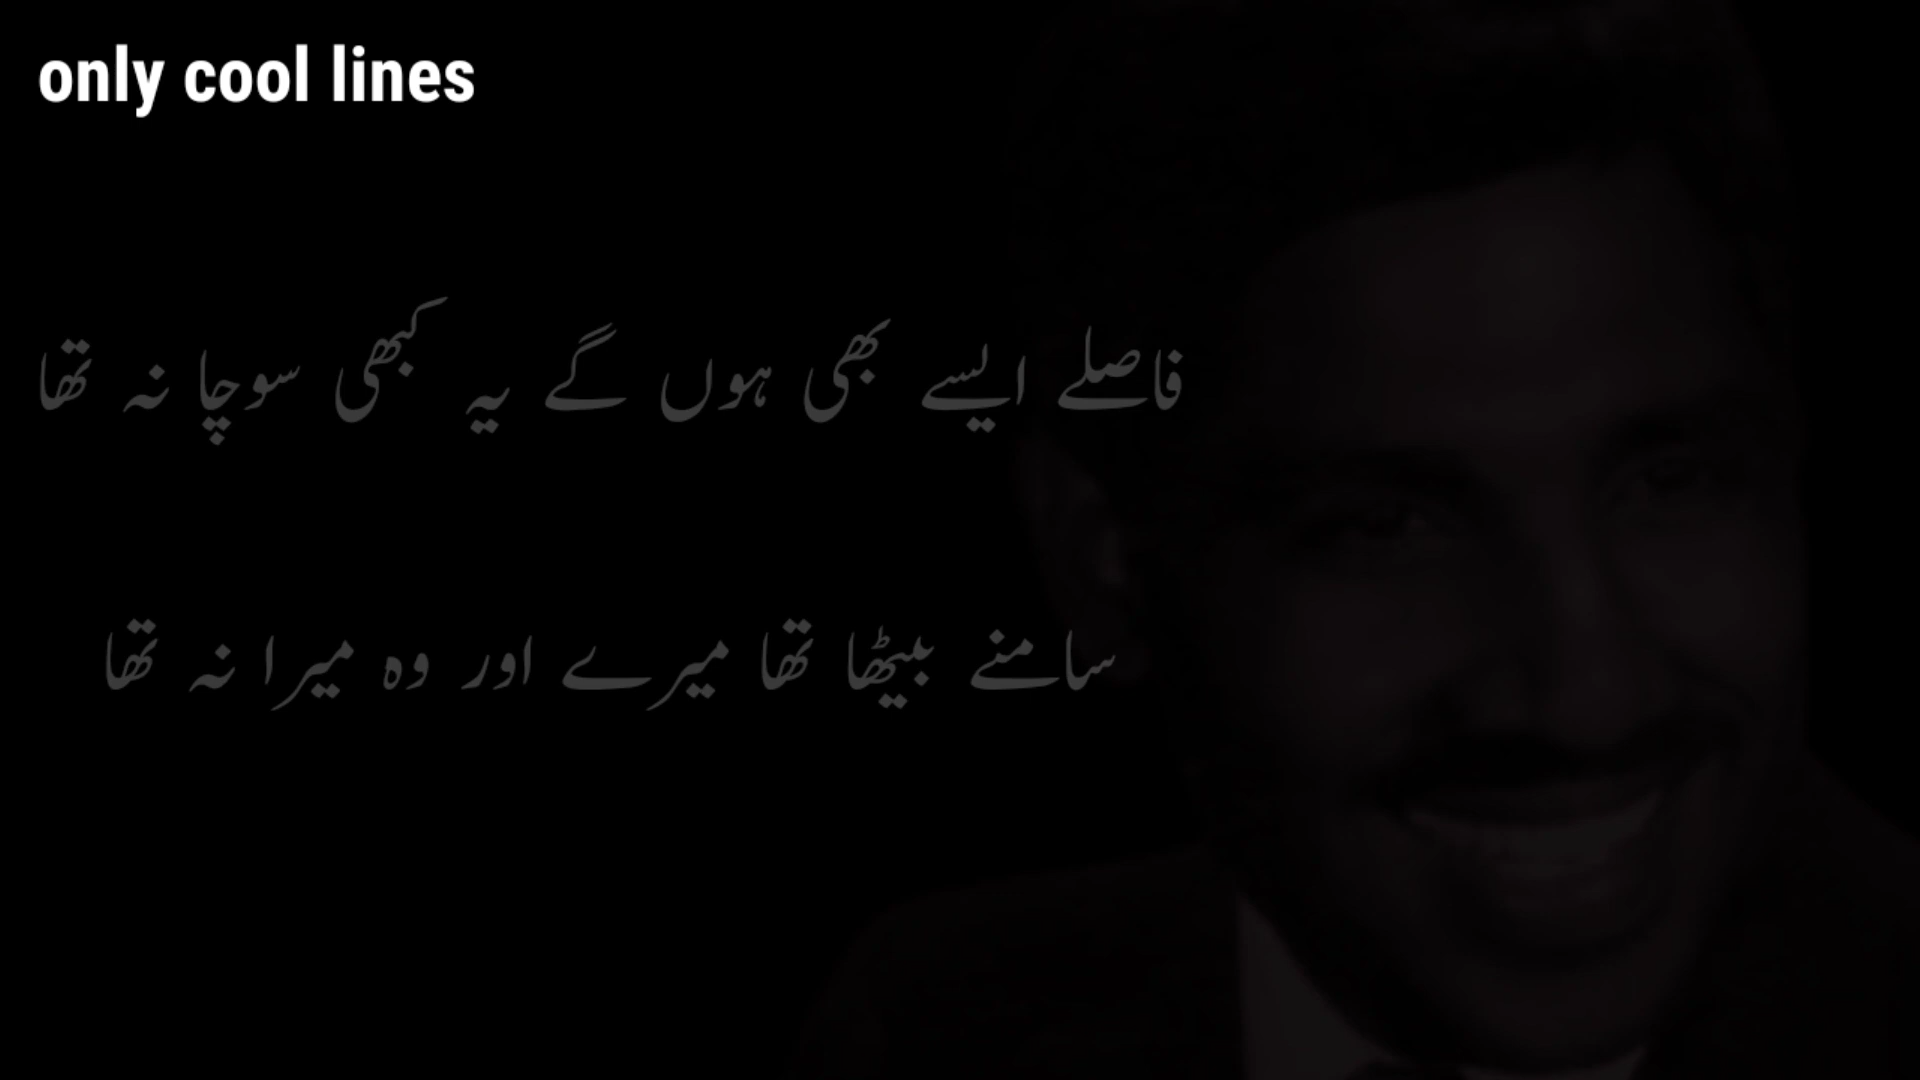 only cool lines
فاصلے ایسے بھی ہوں گے یہ کبھی سوچا نہ تھا
سامنے بیٹھا تھا میرے اور وہ میرا نہ تھا